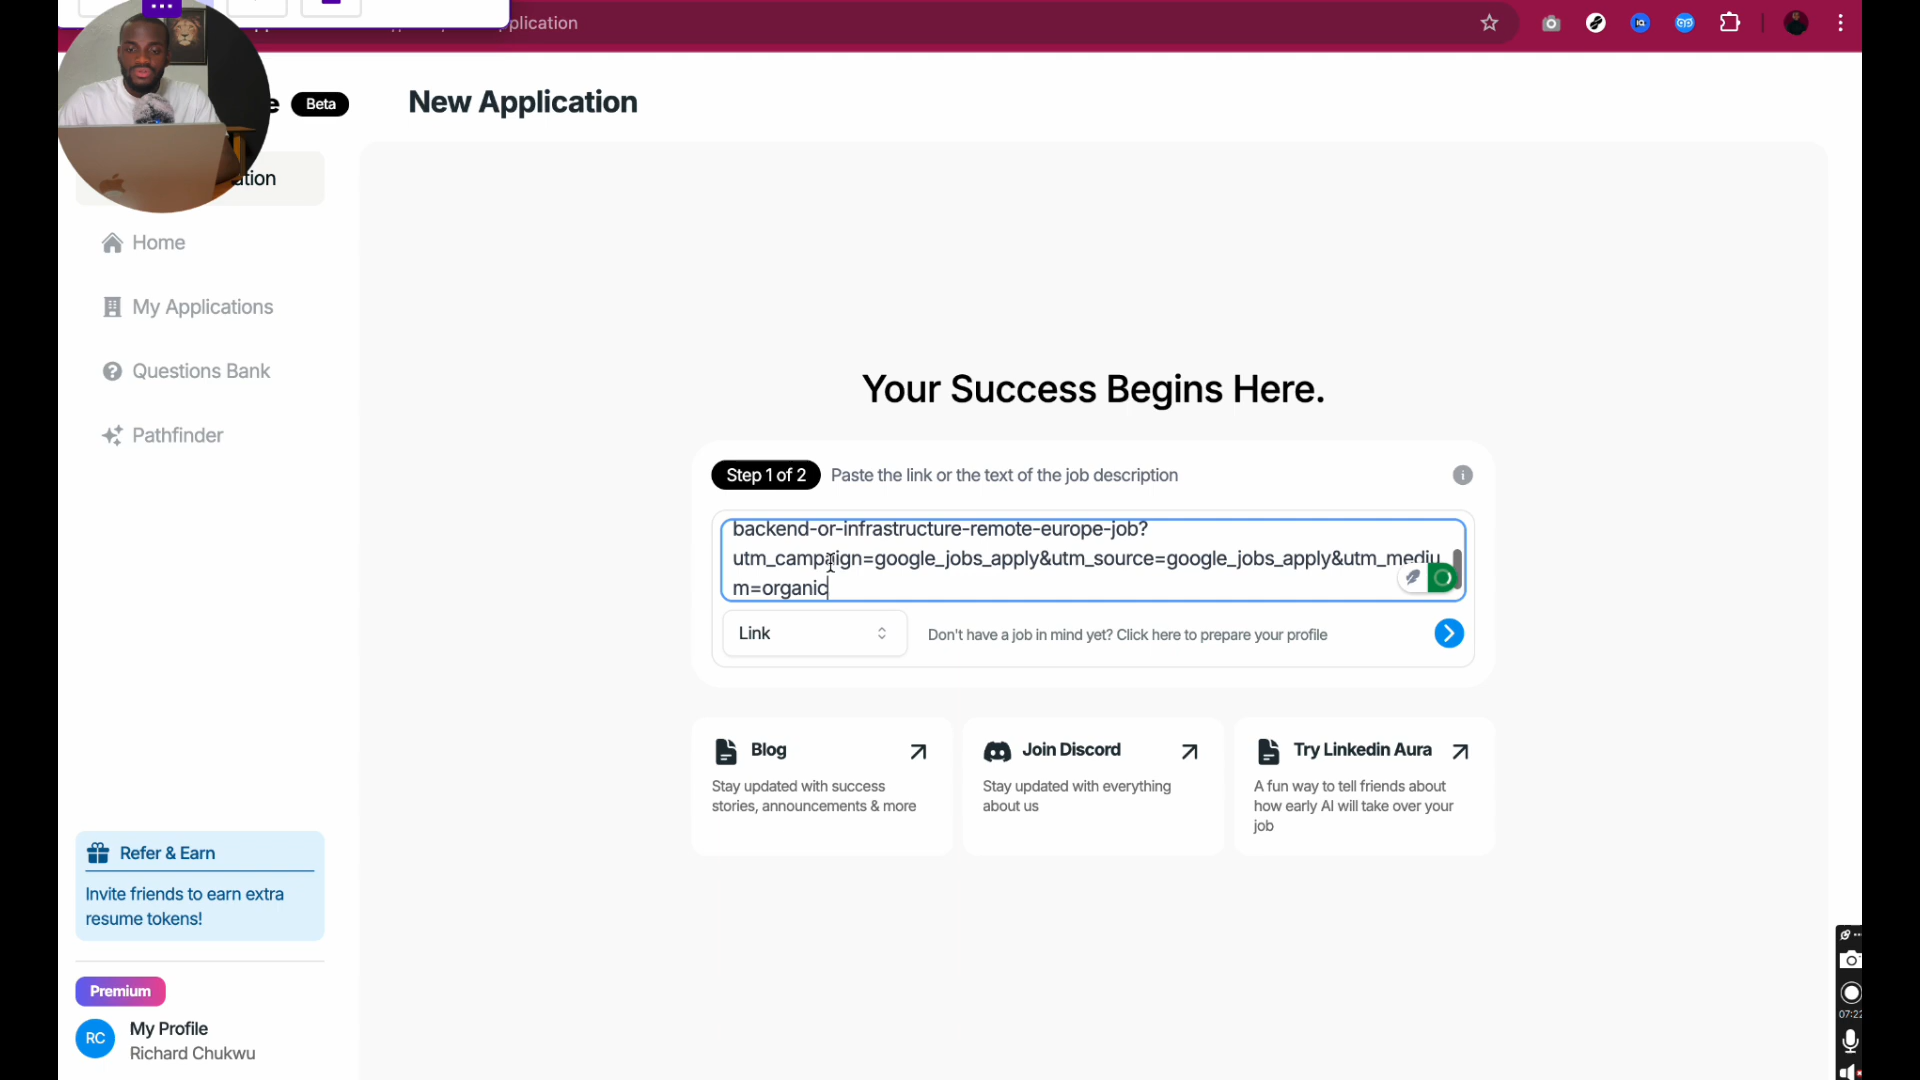 plication
Beta
New Application
Home
My Applications
Questions Bank
Pathfinder
Your Success Begins Here.
Step 1 of 2
Paste the link or the text of the job description
backend-or-infrastructure-remote-europe-job?
utm_campaign=google_jobs_apply&utm_source=google_jobs_apply&utm_mediu
m=organic
Link
Don't have a job in mind yet? Click here to prepare your profile
Blog
Stay updated with success
stories, announcements & more
Join Discord
Stay updated with everything
about us
Try Linkedin Aura
A fun way to tell friends about
how early AI will take over your
job
Refer & Earn
Invite friends to earn extra
resume tokens!
Premium
RC
My Profile
Richard Chukwu
07:22